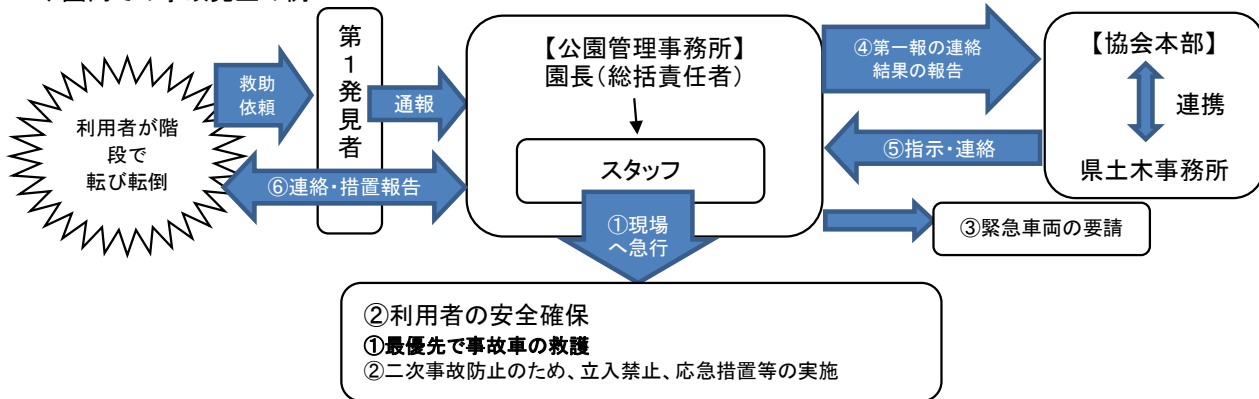 利用者が階
段で
転び転倒
救助
依頼
第1発見者
通報
⑥連絡・措置報告
【公園管理事務所】
園長(総括責任者)
スタッフ
①現場
へ急行
④第一報の連絡
結果の報告
⑤指示・連絡
【協会本部】
連携
県土木事務所
③緊急車両の要請
②利用者の安全確保
①最優先で事故車の救護
②二次事故防止のため、立入禁止、応急措置等の実施